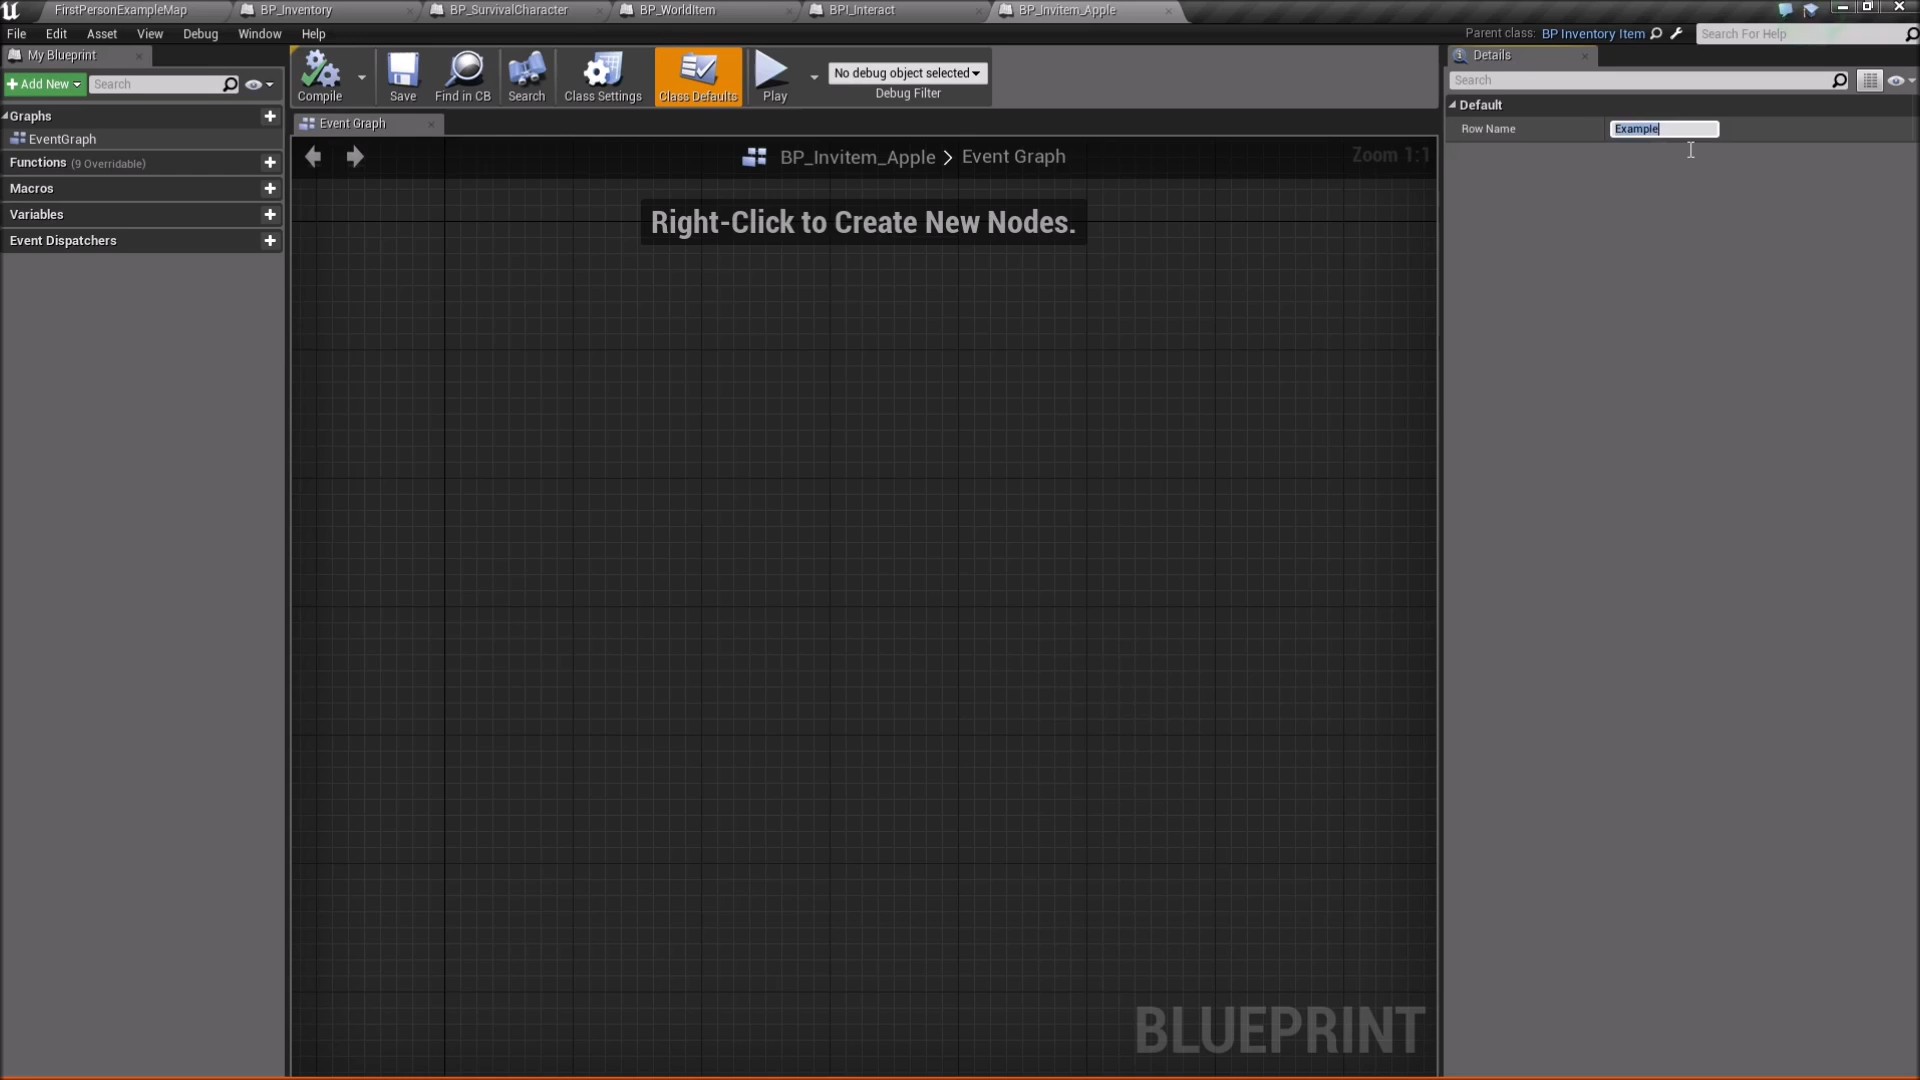 FirstPersonExampleMap BP_Inventory BP_SurvivalCharacter BP_WorldItem BPI_Interact BP_Invitem_Apple
File Edit Asset View Debug Window Help Parent class: BP Inventory Item Search For Help
My Blueprint
Details
Add New Search
Compile Save Find in CB Search Class Settings Class Defaults Play
No debug object selected
Debug Filter
Search
Default
Row Name Example
Graphs
EventGraph
Functions (9 Overridable)
Macros
Variables
Event Dispatchers
Event Graph
BP_Invitem_Apple > Event Graph
Zoom 1:1
Right-Click to Create New Nodes.
BLUEPRINT